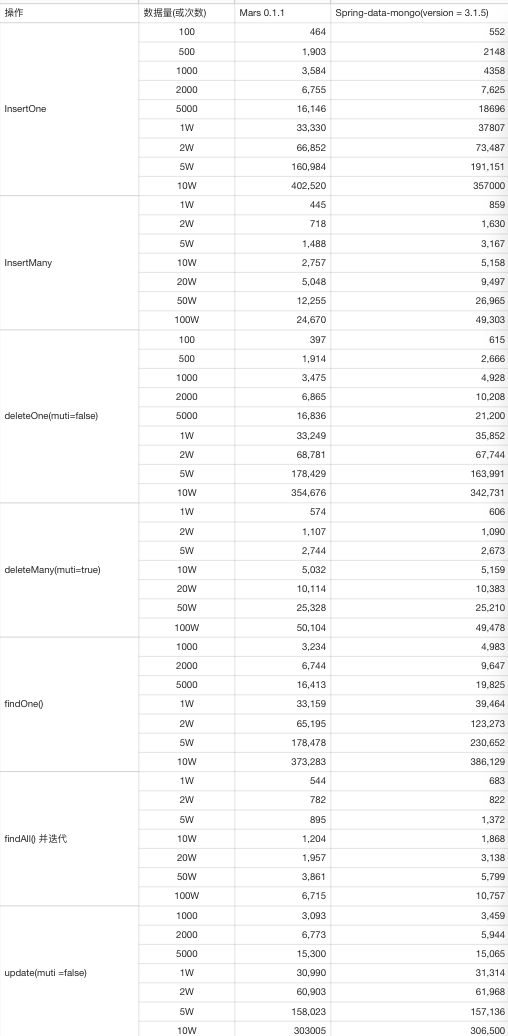 操作 数据量(或次数) Mars 0.1.1 Spring-data-mongo(version = 3.1.5)
InsertOne
100 464 552
500 1,903 2148
1000 3,584 4358
2000 6,755 7,625
5000 16,146 18696
1W 33,330 37807
2W 66,852 73,487
5W 160,984 191,151
10W 402,520 357000
InsertMany
1W 445 859
2W 718 1,630
5W 1,488 3,167
10W 2,757 5,158
20W 5,048 9,497
50W 12,255 26,965
100W 24,670 49,303
deleteOne(muti=false)
100 397 615
500 1,914 2,666
1000 3,475 4,928
2000 6,865 10,208
5000 16,836 21,200
1W 33,249 35,852
2W 68,781 67,744
5W 178,429 163,991
10W 354,676 342,731
deleteMany(muti=true)
1W 574 606
2W 1,107 1,090
5W 2,744 2,673
10W 5,032 5,159
20W 10,114 10,383
50W 25,328 25,210
100W 50,104 49,478
findOne()
1000 3,234 4,983
2000 6,744 9,647
5000 16,413 19,825
1W 33,159 39,464
2W 65,195 123,273
5W 178,478 230,652
10W 373,283 386,129
findAll() 并迭代
1W 544 683
2W 782 822
5W 895 1,372
10W 1,204 1,868
20W 1,957 3,138
50W 3,861 5,799
100W 6,715 10,757
update(muti =false)
1000 3,093 3,459
2000 6,773 5,944
5000 15,300 15,065
1W 30,990 31,314
2W 60,903 61,968
5W 158,023 157,136
10W 303005 306,500